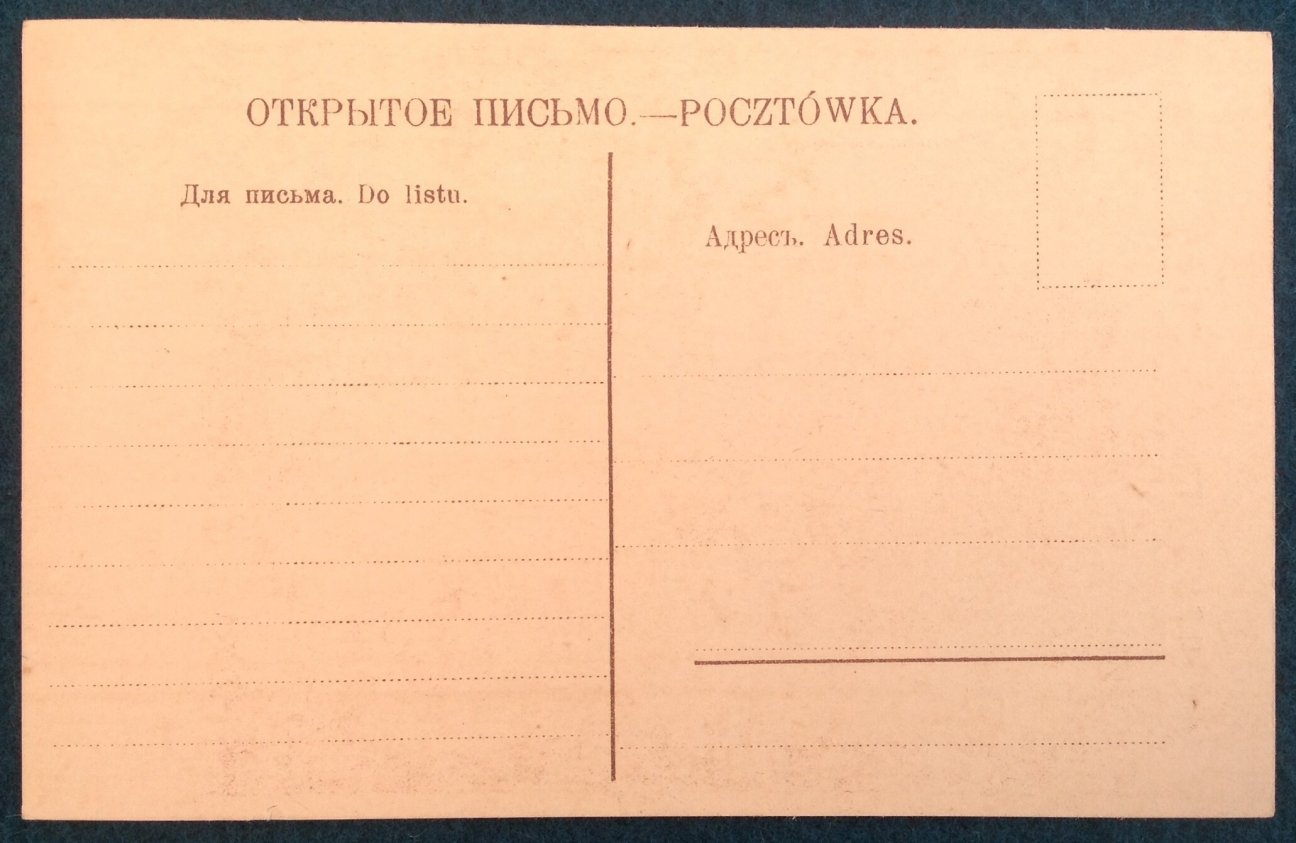 ОТКРЫТОЕ ПИСЬМО.—POCZTÓWKA.
Для письма. Do listu.
Адресъ. Adres.